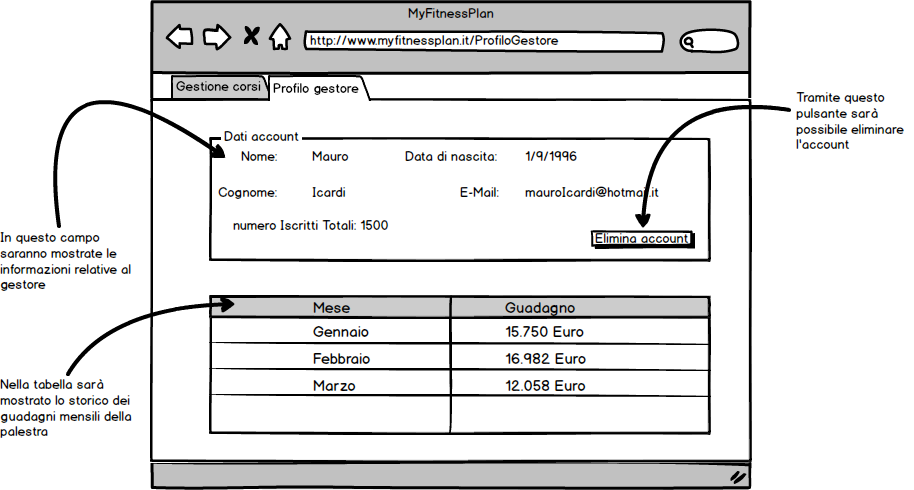 MyFitnessPlan
http://www.myfitnessplan.it/ProfiloGestore
Gestione corsi
Profilo gestore
Tramite questo
pulsante sarà
possibile eliminare
l'account
Dati account
Nome: Mauro Data di nascita: 1/9/1996
Cognome: Icardi E-Mail: mauroIcardi@hotmail.it
numero Iscritti Totali: 1500
Elimina account
In questo campo
saranno mostrate le
informazioni relative al
gestore
Mese Guadagno
Gennaio 15.750 Euro
Febbraio 16.982 Euro
Marzo 12.058 Euro
Nella tabella sarà
mostrato lo storico dei
guadagni mensili della
palestra